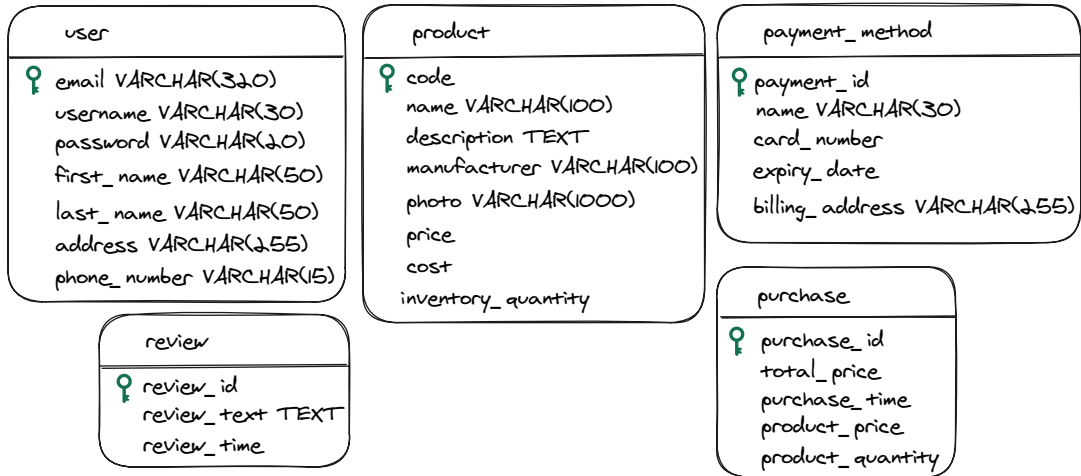 user
email VARCHAR(320)
username VARCHAR(30)
password VARCHAR(20)
first_name VARCHAR(50)
last_name VARCHAR(50)
address VARCHAR(255)
phone_number VARCHAR(15)
product
code
name VARCHAR(100)
description TEXT
manufacturer VARCHAR(100)
photo VARCHAR(1000)
price
cost
inventory_quantity
payment_method
payment_id
name VARCHAR(30)
card_number
expiry_date
billing_address VARCHAR(255)
review
review_id
review_text TEXT
review_time
purchase
purchase_id
total_price
purchase_time
product_price
product_quantity